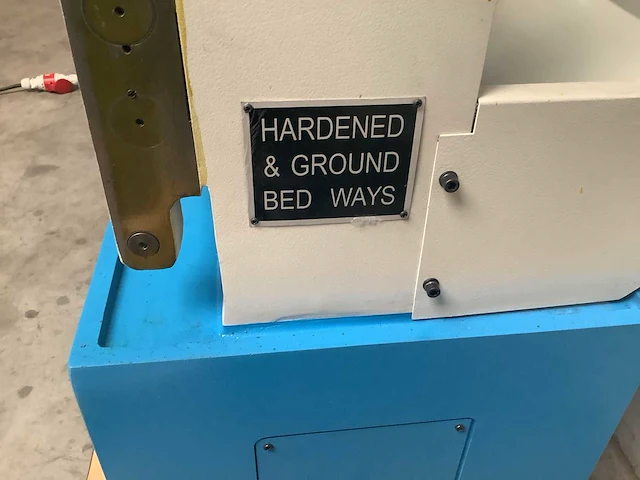 HARDENED
& GROUND
BED WAYS